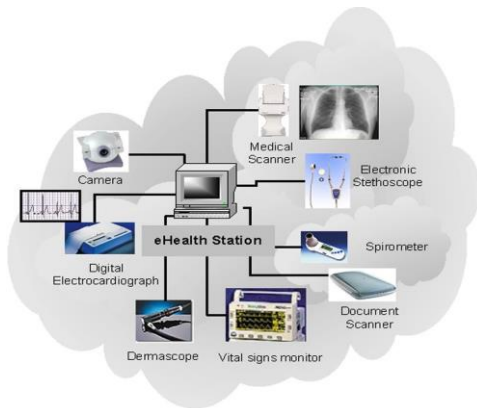 Medical
Scanner
Camera
Electronic
Stethoscope
eHealth Station
Spirometer
Digital
Electrocardiograph
Document
Scanner
Dermascope
Vital signs monitor